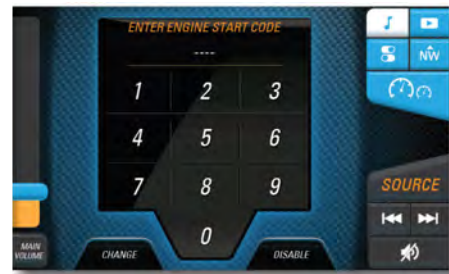 ENTER ENGINE START CODE
----
1 2 3
4 5 6
7 8 9
0
CHANGE
DISABLE
MAIN
VOLUME
NW
SOURCE